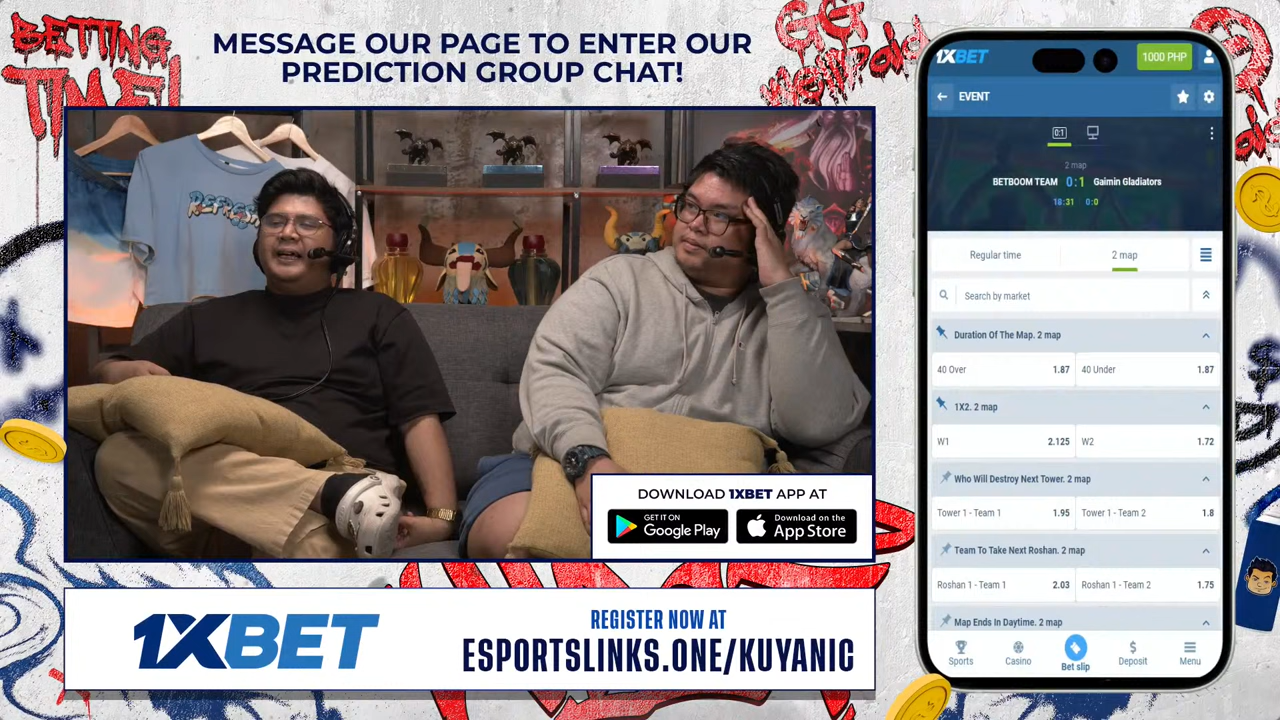 BETTING
TIME!
MESSAGE OUR PAGE TO ENTER OUR
PREDICTION GROUP CHAT!
GG
REFRESH
DOWNLOAD 1XBET APP AT
GET IT ON
Google Play
Download on the
App Store
1XBET
REGISTER NOW AT
ESPORTSLINKS.ONE/KUYANIC
1XBET
1000 PHP
EVENT
0:1
2 map
BETBOOM TEAM 0:1 Gaimin Gladiators
18:31 0:0
Regular time 2 map
Search by market
Duration Of The Map. 2 map
40 Over 1.87 40 Under 1.87
1X2. 2 map
W1 2.125 W2 1.72
Who Will Destroy Next Tower. 2 map
Tower 1 - Team 1 1.95 Tower 1 - Team 2 1.8
Team To Take Next Roshan. 2 map
Roshan 1 - Team 1 2.03 Roshan 1 - Team 2 1.75
Map Ends In Daytime. 2 map
Sports Casino Bet slip Deposit Menu